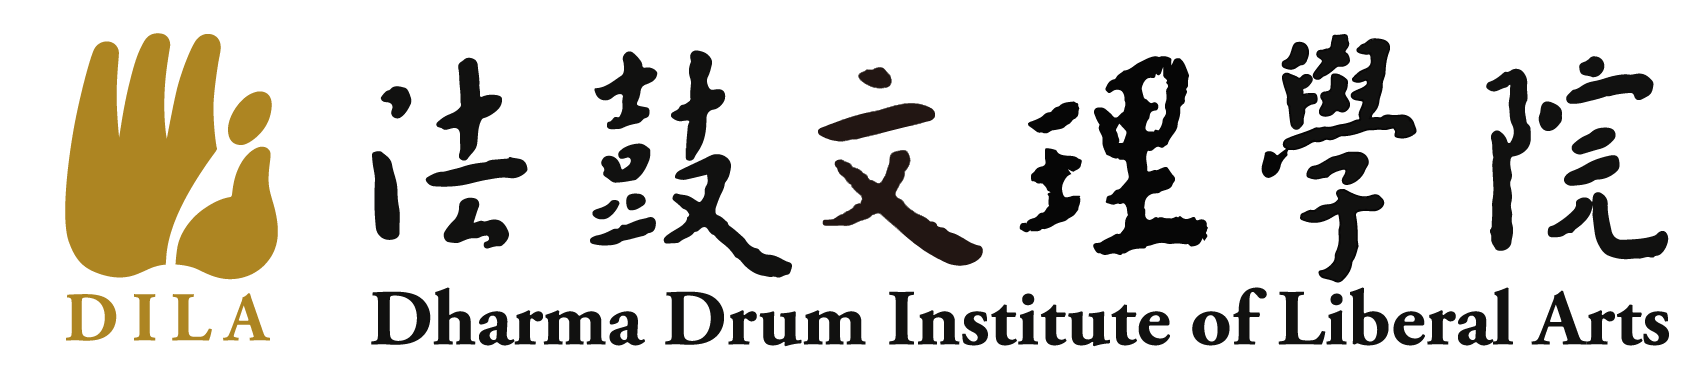 DILA
法鼓文理學院
Dharma Drum Institute of Liberal Arts